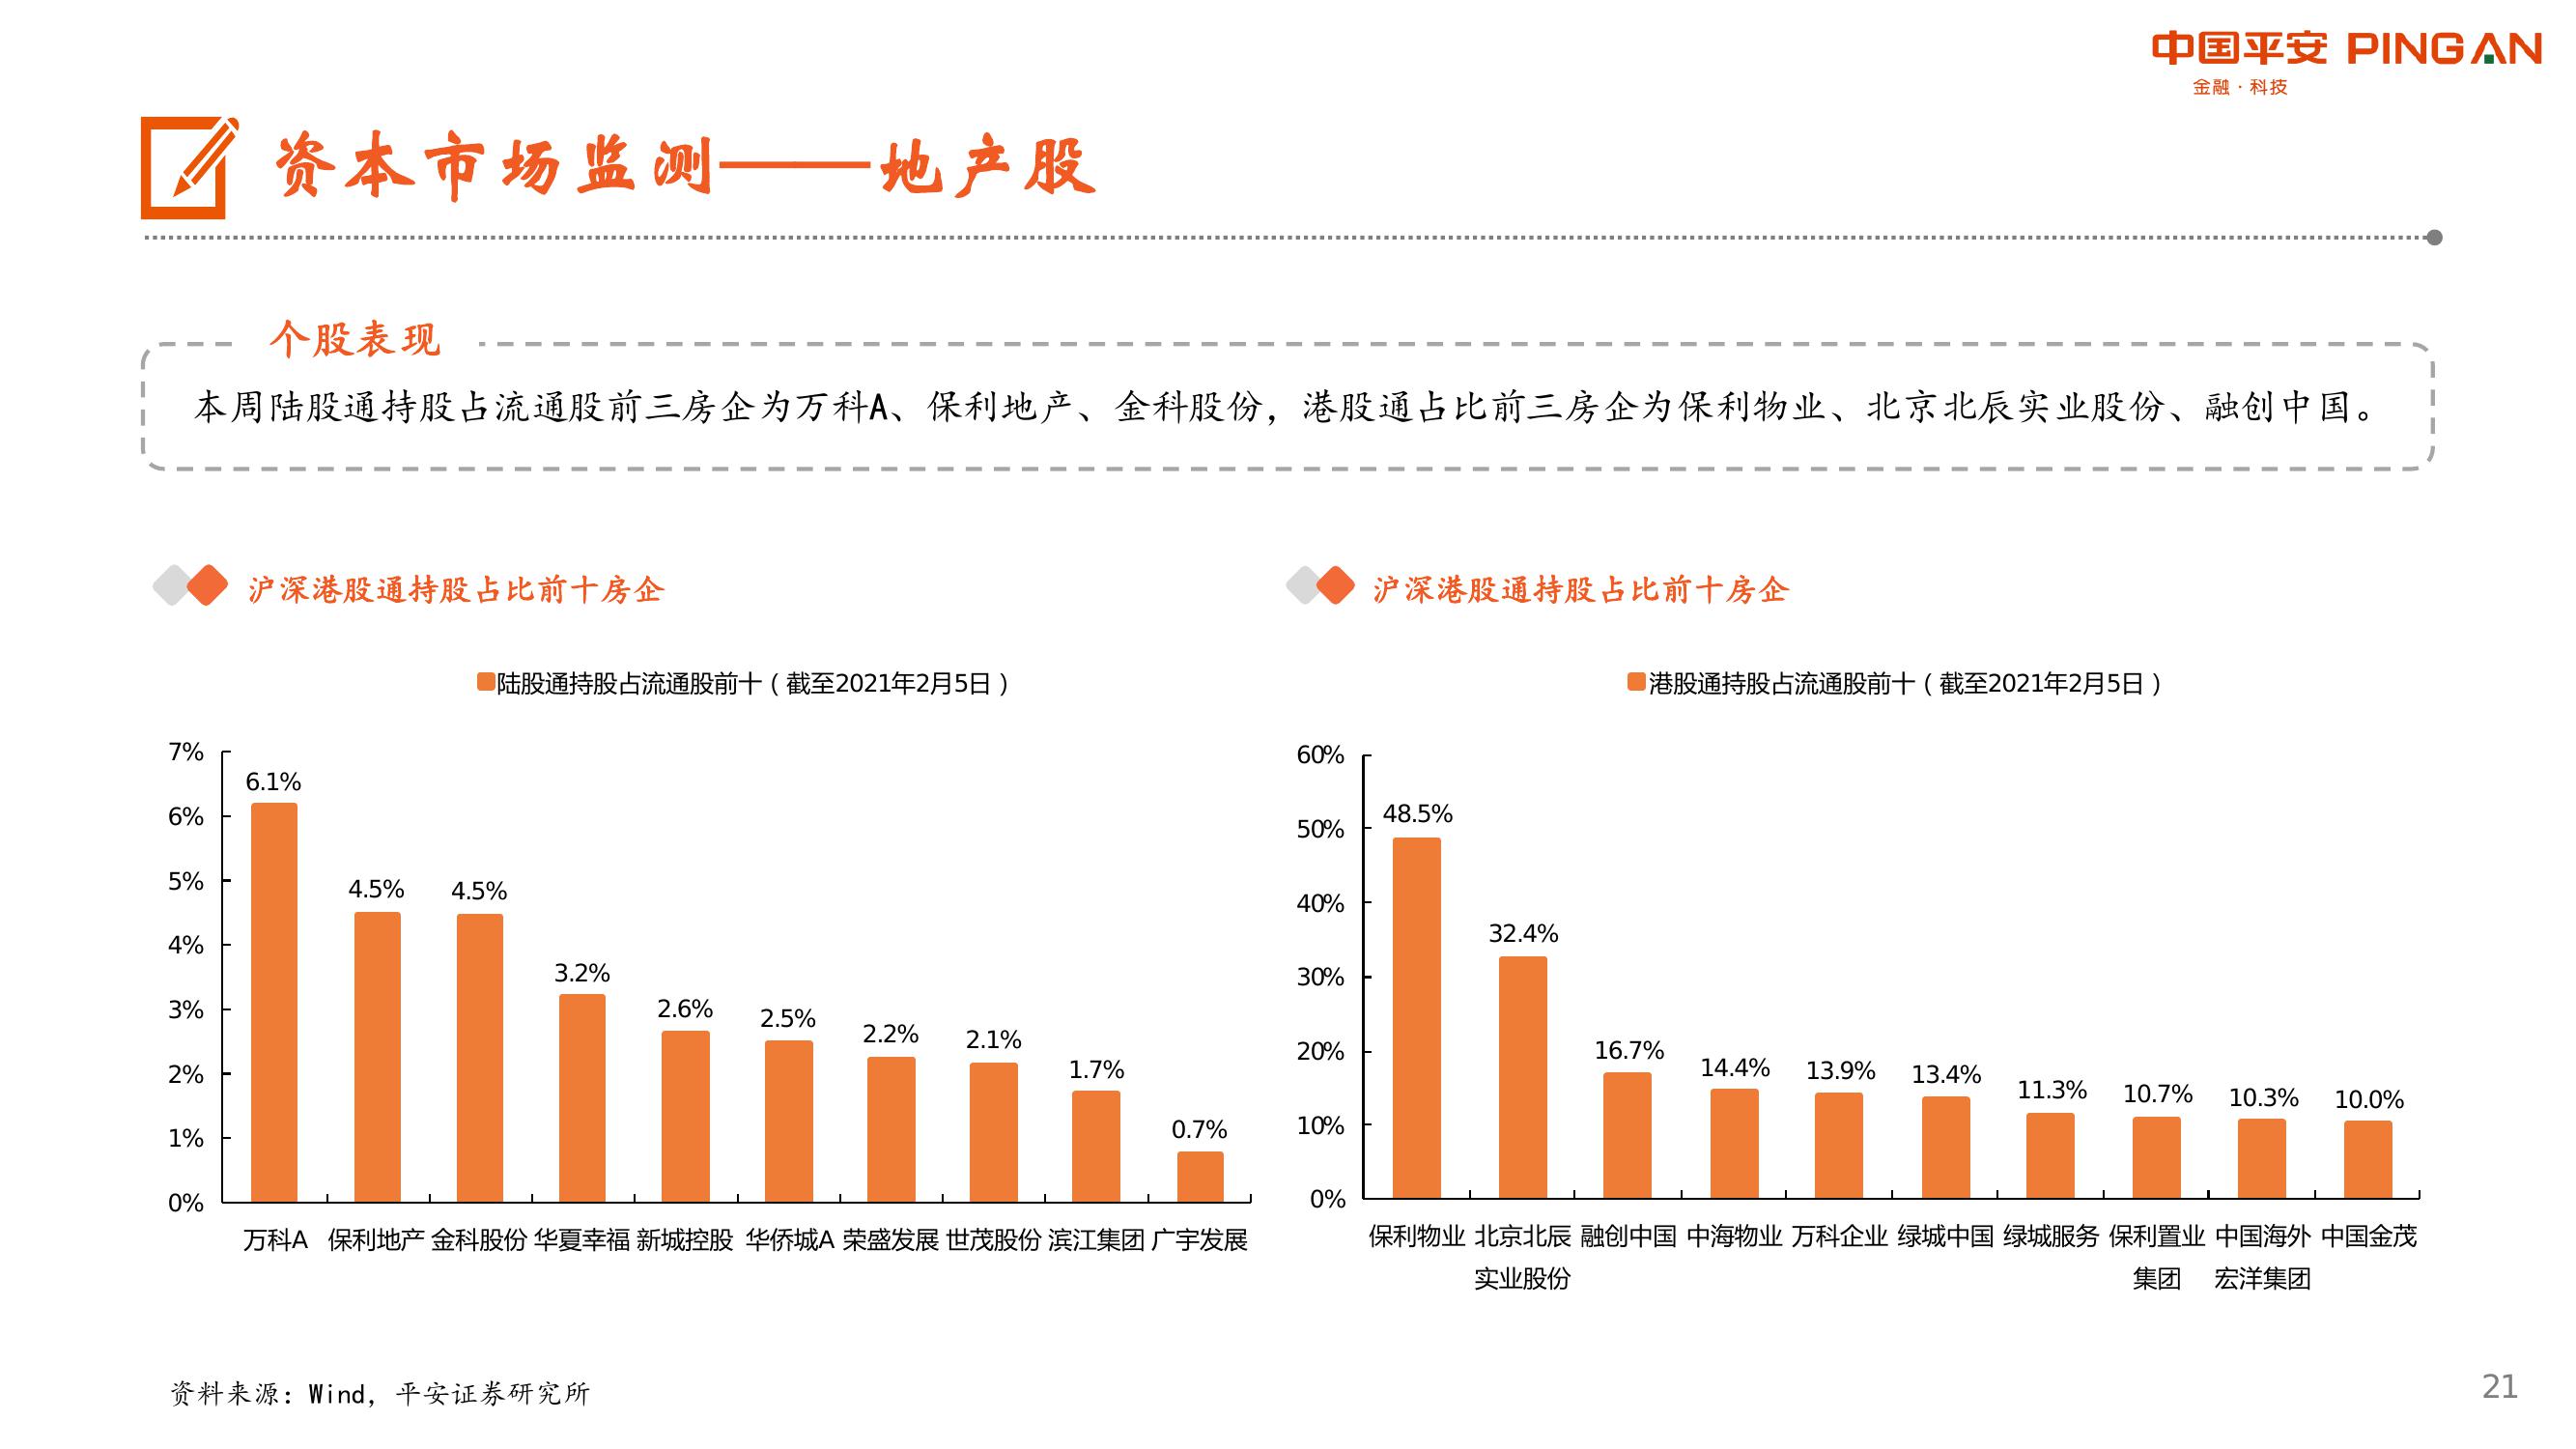 中国平安 PINGAN
金融·科技
资本市场监测——地产股
个股表现
本周陆股通持股占流通股前三房企为万科A、保利地产、金科股份，港股通占比前三房企为保利物业、北京北辰实业股份、融创中国。
沪深港股通持股占比前十房企
陆股通持股占流通股前十（截至2021年2月5日）
7%
6%
5%
4%
3%
2%
1%
0%
6.1%
4.5%
4.5%
3.2%
2.6%
2.5%
2.2%
2.1%
1.7%
0.7%
万科A 保利地产 金科股份 华夏幸福 新城控股 华侨城A 荣盛发展 世茂股份 滨江集团 广宇发展
沪深港股通持股占比前十房企
港股通持股占流通股前十（截至2021年2月5日）
60%
50%
40%
30%
20%
10%
0%
48.5%
32.4%
16.7%
14.4%
13.9%
13.4%
11.3%
10.7%
10.3%
10.0%
保利物业 北京北辰 融创中国 中海物业 万科企业 绿城中国 绿城服务 保利置业 中国海外 中国金茂
实业股份 集团 宏洋集团
资料来源：Wind，平安证券研究所
21